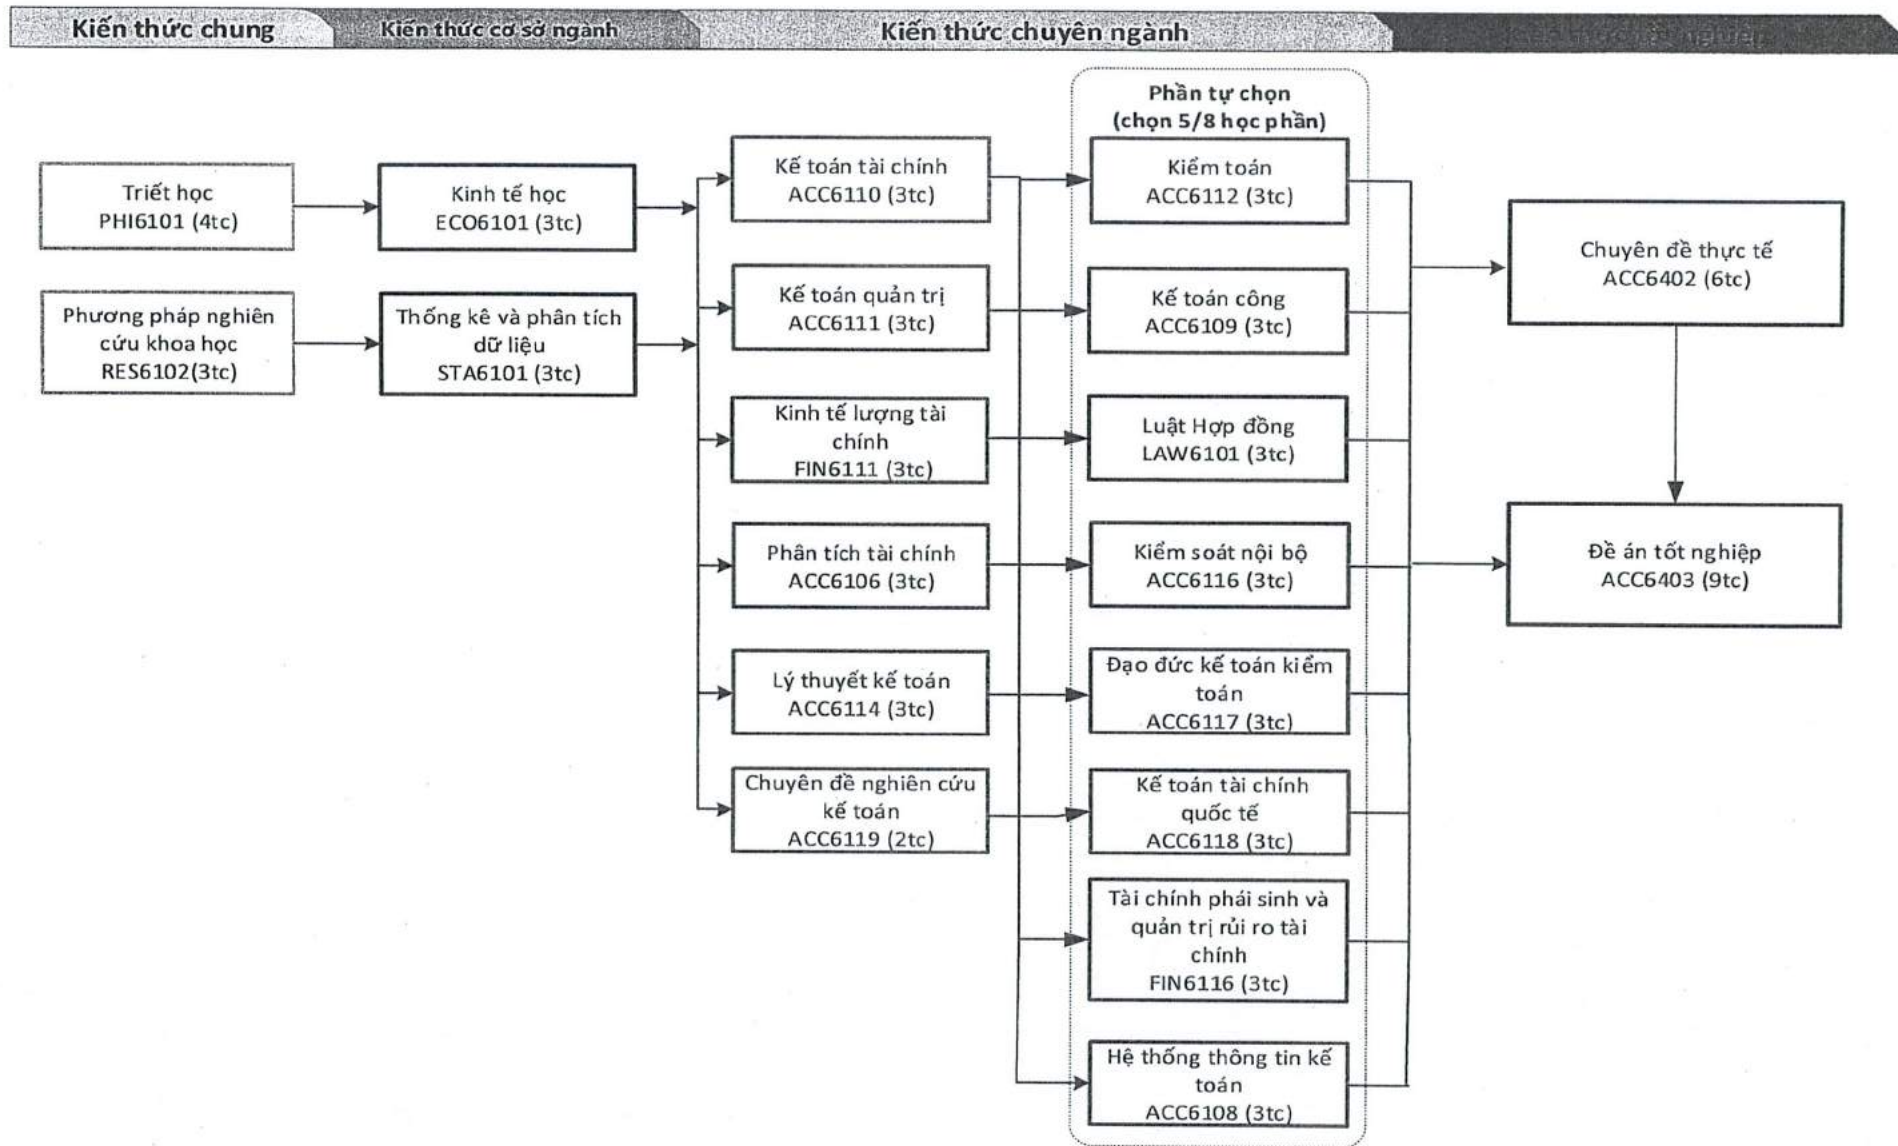 Kiến thức chung
Kiến thức cơ sở ngành
Kiến thức chuyên ngành
Triết học
PHI6101 (4tc)
Phương pháp nghiên
cứu khoa học
RES6102(3tc)
Kinh tế học
ECO6101 (3tc)
Thống kê và phân tích
dữ liệu
STA6101 (3tc)
Kế toán tài chính
ACC6110 (3tc)
Kế toán quản trị
ACC6111 (3tc)
Kinh tế lượng tài
chính
FIN6111 (3tc)
Phân tích tài chính
ACC6106 (3tc)
Lý thuyết kế toán
ACC6114 (3tc)
Chuyên đề nghiên cứu
kế toán
ACC6119 (2tc)
Phần tự chọn
(chọn 5/8 học phần)
Kiểm toán
ACC6112 (3tc)
Kế toán công
ACC6109 (3tc)
Luật Hợp đồng
LAW6101 (3tc)
Kiểm soát nội bộ
ACC6116 (3tc)
Đạo đức kế toán kiểm
toán
ACC6117 (3tc)
Kế toán tài chính
quốc tế
ACC6118 (3tc)
Tài chính phái sinh và
quản trị rủi ro tài
chính
FIN6116 (3tc)
Hệ thống thông tin kế
toán
ACC6108 (3tc)
Chuyên đề thực tế
ACC6402 (6tc)
Đề án tốt nghiệp
ACC6403 (9tc)